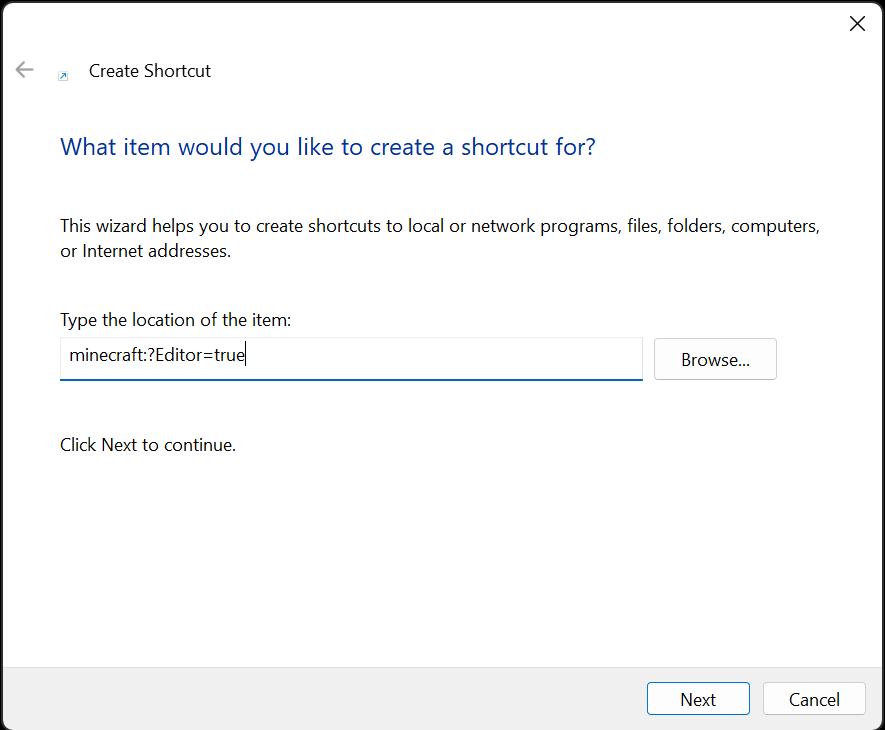 Create Shortcut
What item would you like to create a shortcut for?
This wizard helps you to create shortcuts to local or network programs, files, folders, computers,
or Internet addresses.
Type the location of the item:
minecraft:?Editor=true
Browse...
Click Next to continue.
Next
Cancel